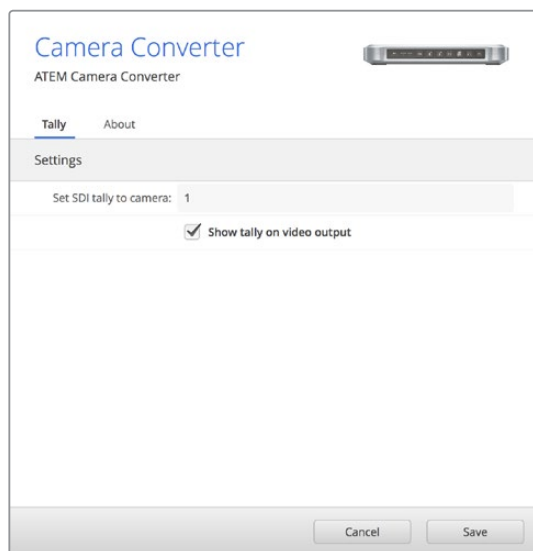 Camera Converter
ATEM Camera Converter
Tally About
Settings
Set SDI tally to camera: 1
Show tally on video output
Cancel Save